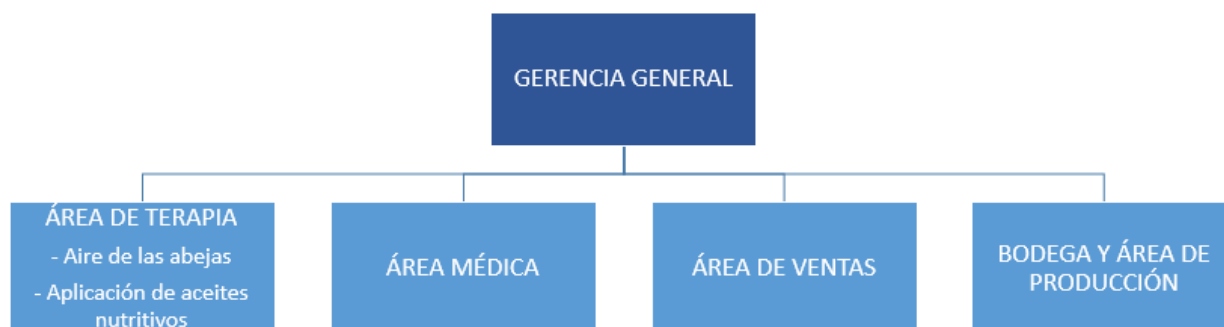 GERENCIA GENERAL
ÁREA DE TERAPIA
- Aire de las abejas
- Aplicación de aceites
nutritivos
ÁREA MÉDICA
ÁREA DE VENTAS
BODEGA Y ÁREA DE
PRODUCCIÓN